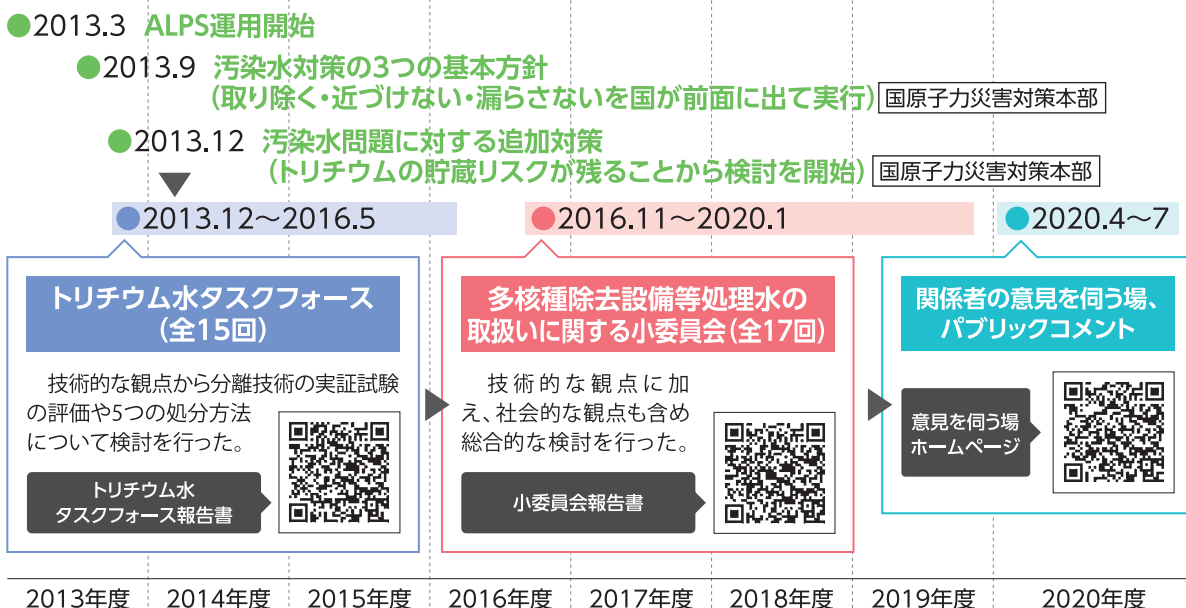 ●2013.3 ALPS運用開始
●2013.9 汚染水対策の3つの基本方針
(取り除く・近づけない・漏らさないを国が前面に出て実行) 国原子力災害対策本部
●2013.12 汚染水問題に対する追加対策
(トリチウムの貯蔵リスクが残ることから検討を開始) 国原子力災害対策本部
●2013.12〜2016.5
トリチウム水タスクフォース
(全15回)
技術的な観点から分離技術の実証試験
の評価や5つの処分方法
について検討を行った。
トリチウム水
タスクフォース報告書
●2016.11〜2020.1
多核種除去設備等処理水の
取扱いに関する小委員会(全17回)
技術的な観点に加
え、社会的な観点も含め
総合的な検討を行った。
小委員会報告書
●2020.4〜7
関係者の意見を伺う場、
パブリックコメント
意見を伺う場
ホームページ
2013年度 2014年度 2015年度 2016年度 2017年度 2018年度 2019年度 2020年度